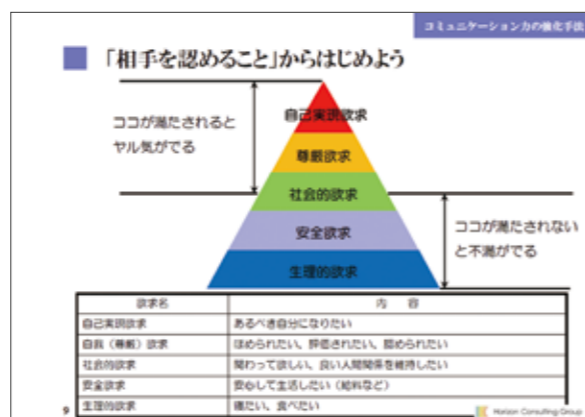 コミュニケーション力の強化手法
「相手を認めること」からはじめよう
ココが満たされると
ヤル気がでる
自己実現欲求
尊厳欲求
社会的欲求
安全欲求
生理的欲求
ココが満たされない
と不満がでる
欲求名 内 容
自己実現欲求 あるべき自分になりたい
自我（尊厳）欲求 ほめられたい、評価されたい、認められたい
社会的欲求 関わって欲しい、良い人間関係を維持したい
安全欲求 安心して生活したい（給料など）
生理的欲求 寝たい、食べたい
9 Horizon Consulting Group